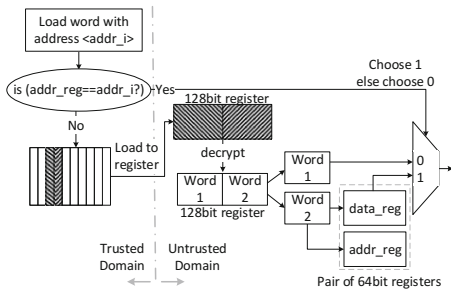 Load word with
address <addr_i>
Choose 1
else choose 0
is (addr_reg==addr_i?)
Yes
128bit register
No
Load to
register
decrypt
Word
1
Word
2
128bit register
Word
1
Word
2
0
1
data_reg
addr_reg
Trusted
Domain
Untrusted
Domain
Pair of 64bit registers